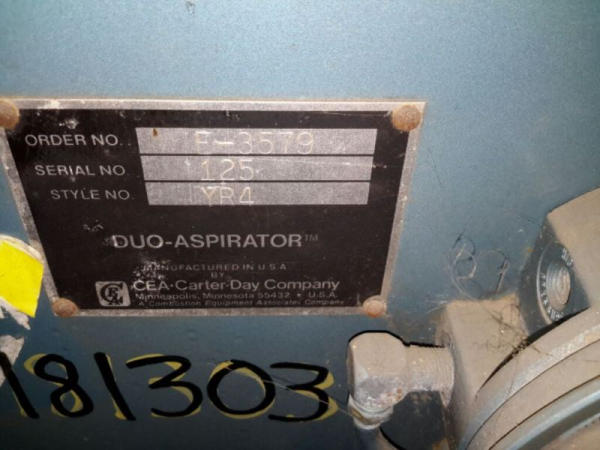 ORDER NO. F-3579
SERIAL NO. 125
STYLE NO. YR4
DUO-ASPIRATOR™
MANUFACTURED IN U.S.A.
BY
CEA·Carter-Day Company
Minneapolis, Minnesota 55432 • U.S.A.
A Combustion Equipment Associates Company
181303